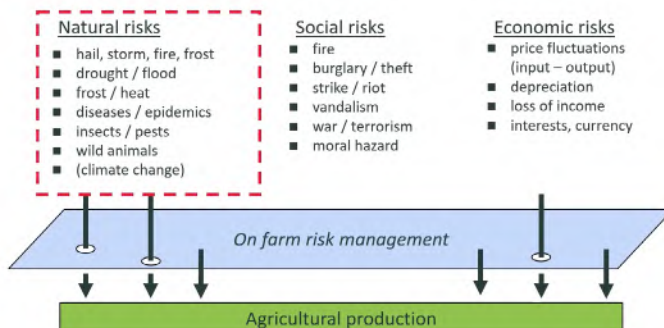 Natural risks
hail, storm, fire, frost
drought / flood
frost / heat
diseases / epidemics
insects / pests
wild animals
(climate change)
Social risks
fire
burglary / theft
strike / riot
vandalism
war / terrorism
moral hazard
Economic risks
price fluctuations
(input – output)
depreciation
loss of income
interests, currency
On farm risk management
Agricultural production